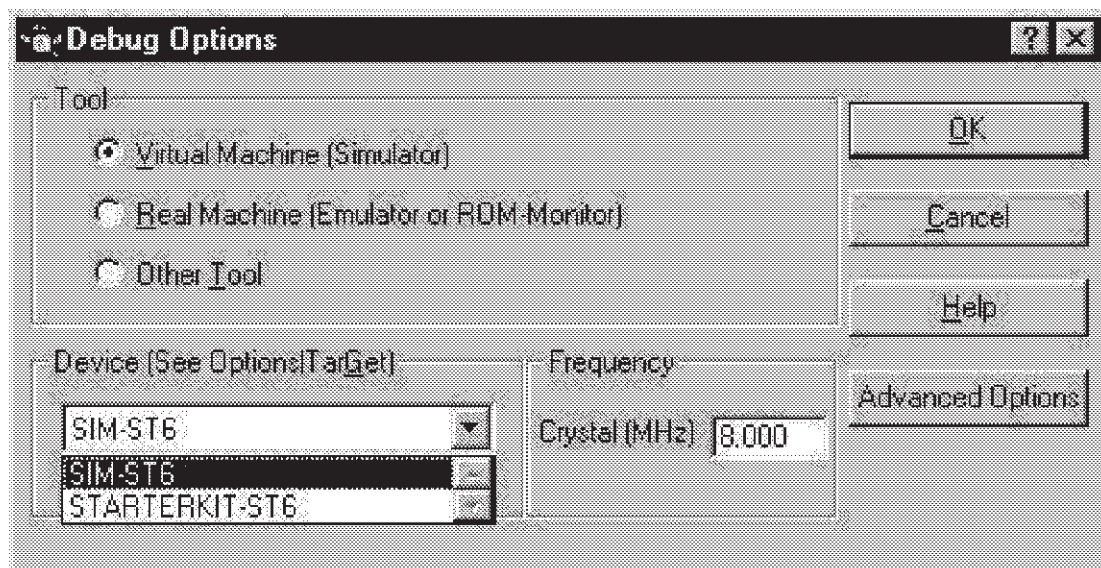 Debug Options
? X
Tool
Virtual Machine (Simulator)
Real Machine (Emulator or ROM-Monitor)
Other Tool
OK
Cancel
Help
Advanced Options
Device (See Options|TarGet)
SIM-ST6
SIM-ST6
STARTERKIT-ST6
Frequency
Crystal (MHz) 8.000